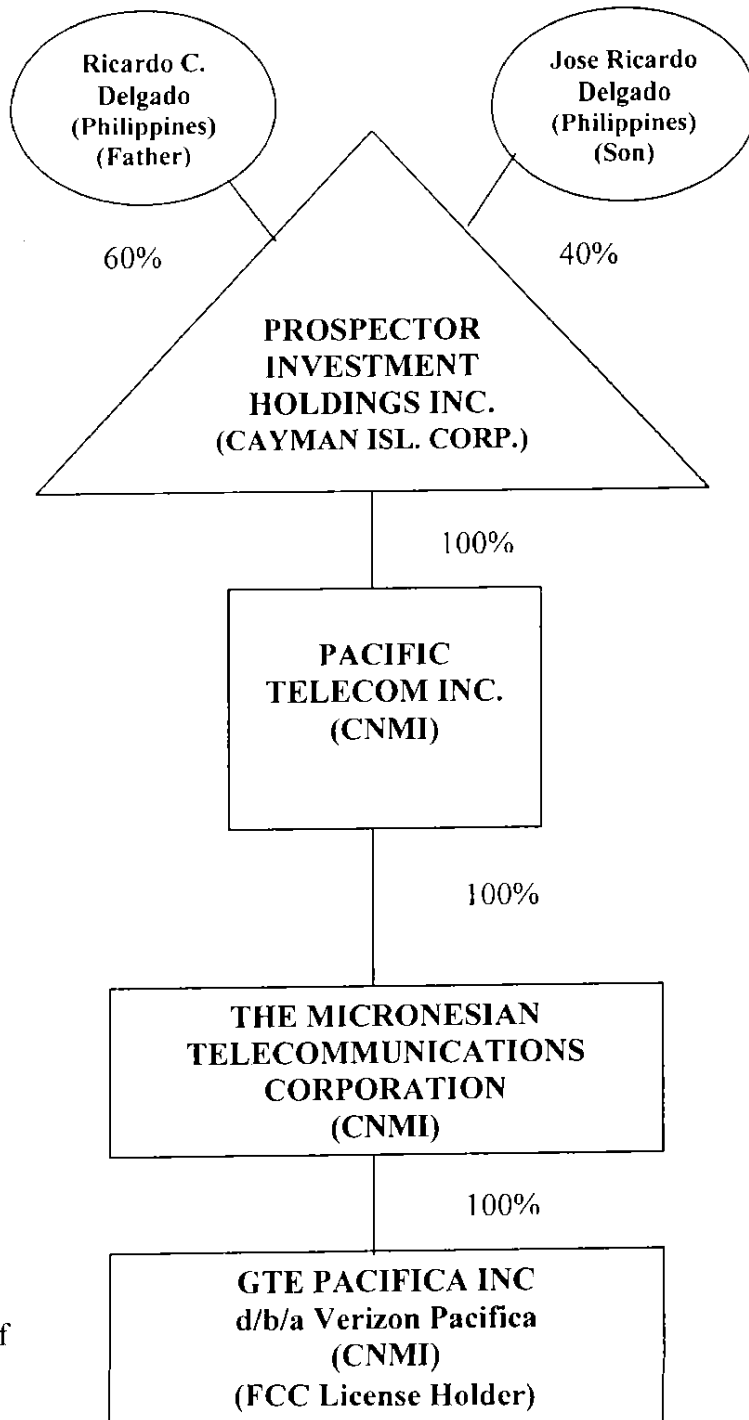 Ricardo C.
Delgado
(Philippines)
(Father)
Jose Ricardo
Delgado
(Philippines)
(Son)
60%
40%
PROSPECTOR
INVESTMENT
HOLDINGS INC.
(CAYMAN ISL. CORP.)
100%
PACIFIC
TELECOM INC.
(CNMI)
100%
THE MICRONESIAN
TELECOMMUNICATIONS
CORPORATION
(CNMI)
100%
GTE PACIFICA INC
d/b/a Verizon Pacifica
(CNMI)
(FCC License Holder)
f